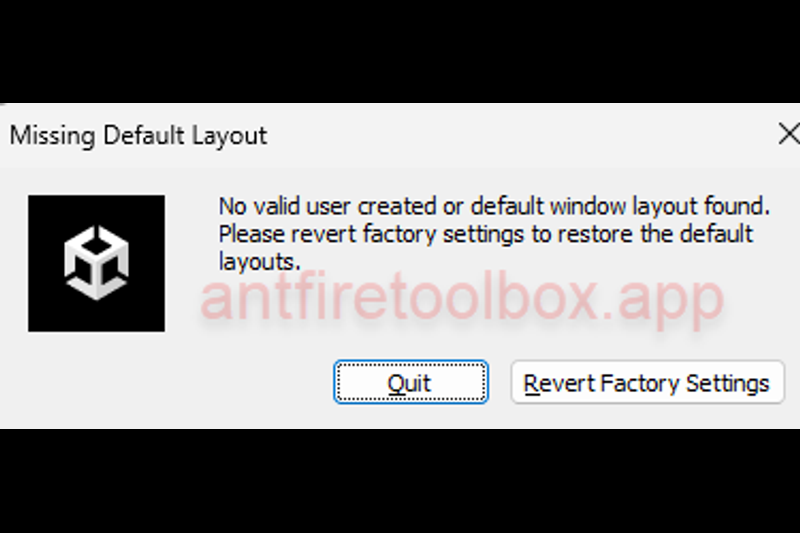 Missing Default Layout
No valid user created or default window layout found.
Please revert factory settings to restore the default
layouts.
antfiretoolbox.app
Quit
Revert Factory Settings